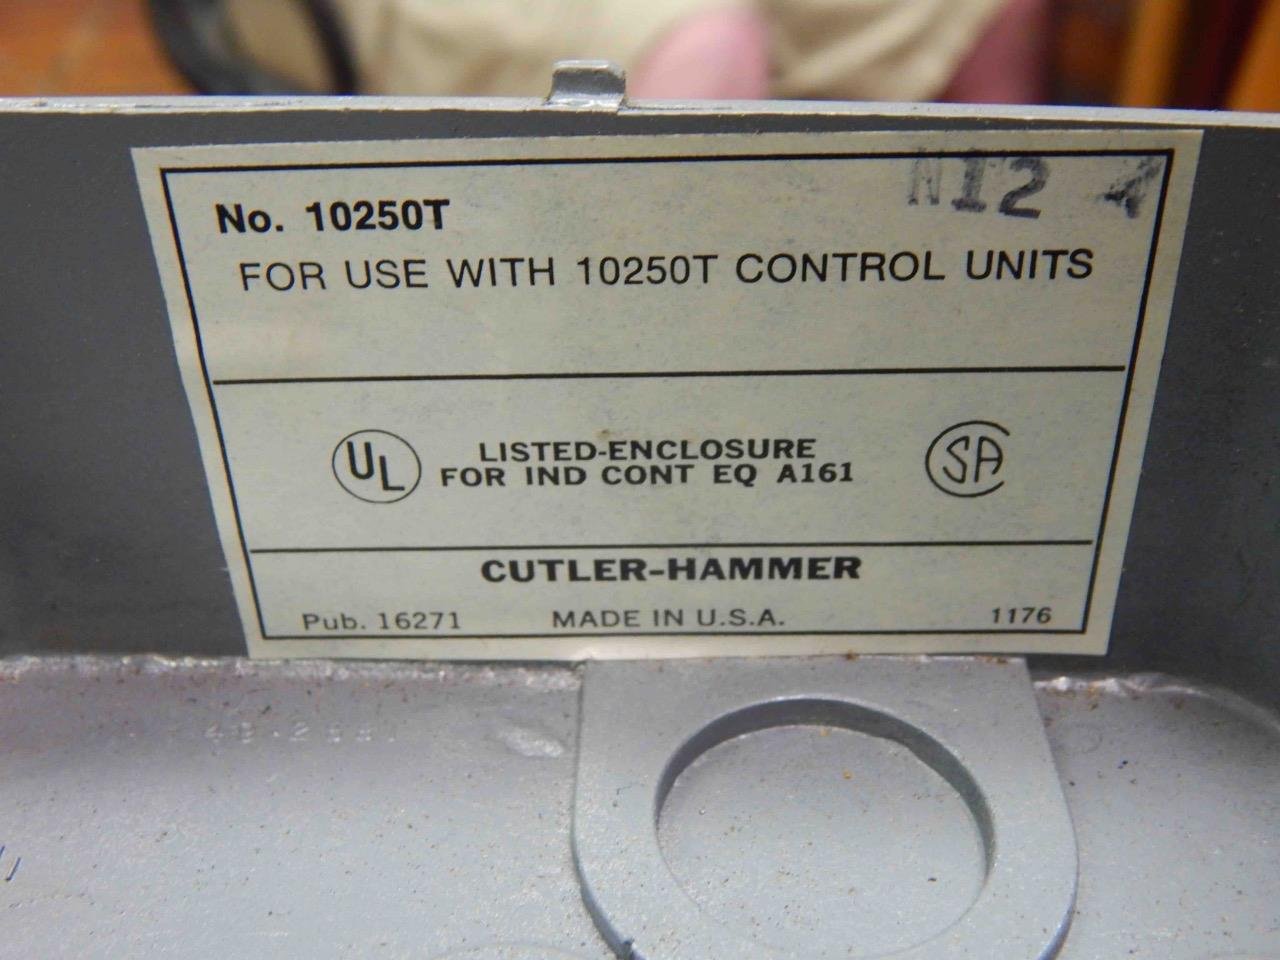 No. 10250T
N12
FOR USE WITH 10250T CONTROL UNITS
UL
LISTED-ENCLOSURE
FOR IND CONT EQ A161
SA
CUTLER-HAMMER
Pub. 16271 MADE IN U.S.A. 1176